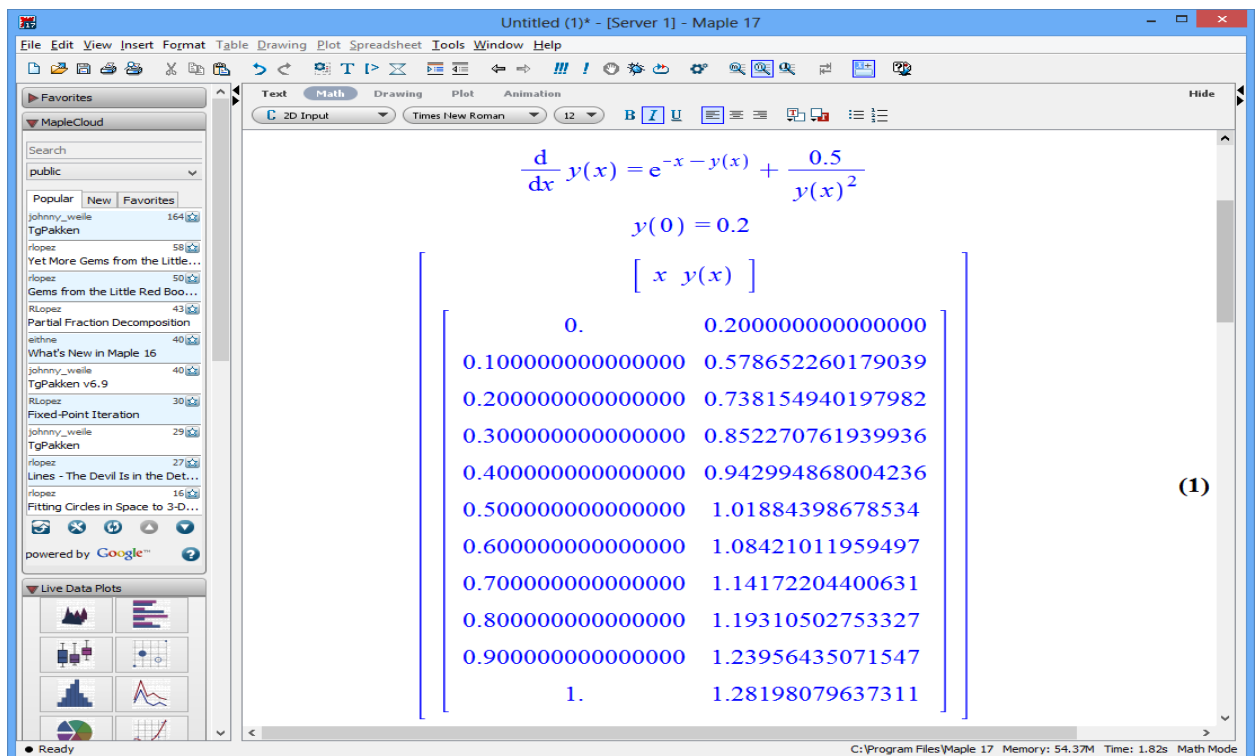 Untitled (1)* - [Server 1] - Maple 17
File Edit View Insert Format Table Drawing Plot Spreadsheet Tools Window Help
Favorites
MapleCloud
Search
public
Popular New Favorites
johnny_weile 164
TgPakken
rlopez 58
Yet More Gems from the Little...
rlopez 50
Gems from the Little Red Boo...
RLopez 43
Partial Fraction Decomposition
eithne 40
What's New in Maple 16
johnny_weile 40
TgPakken v6.9
RLopez 30
Fixed-Point Iteration
johnny_weile 29
TgPakken
rlopez 27
Lines - The Devil Is in the Det...
rlopez 16
Fitting Circles in Space to 3-D...
powered by Google™
Live Data Plots
Text Math Drawing Plot Animation Hide
C 2D Input Times New Roman 12 B I U
d/dx y(x) = e^(-x - y(x)) + 0.5/y(x)^2
y(0) = 0.2
[ x y(x) ]
0. 0.200000000000000
0.100000000000000 0.578652260179039
0.200000000000000 0.738154940197982
0.300000000000000 0.852270761939936
0.400000000000000 0.942994868004236
0.500000000000000 1.01884398678534
0.600000000000000 1.08421011959497
0.700000000000000 1.14172204400631
0.800000000000000 1.19310502753327
0.900000000000000 1.23956435071547
1. 1.28198079637311
(1)
Ready
C:\Program Files\Maple 17 Memory: 54.37M Time: 1.82s Math Mode